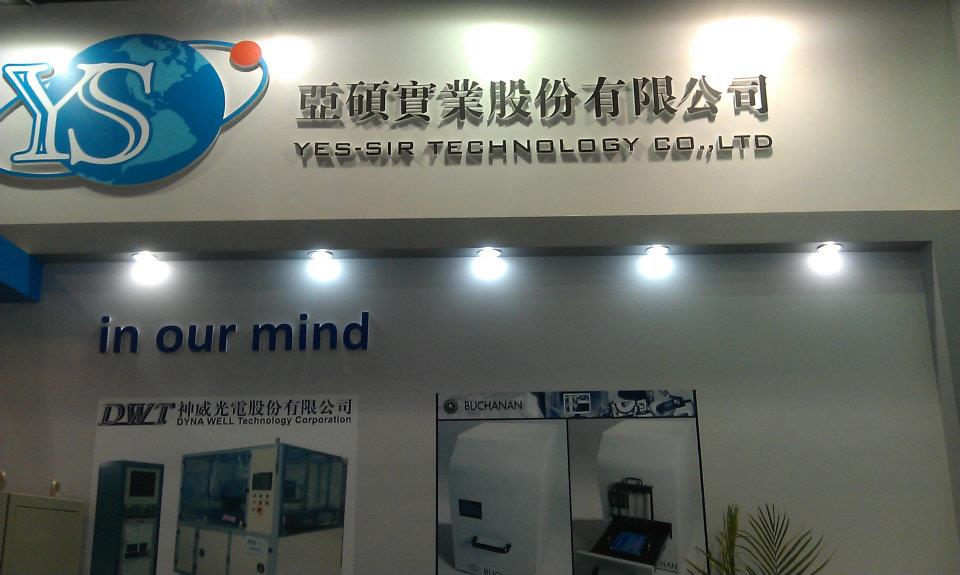 YS
亞碩實業股份有限公司
YES-SIR TECHNOLOGY CO.,LTD
in our mind
DWT 神威光電股份有限公司
DYNA WELL Technology Corporation
BUCHANAN